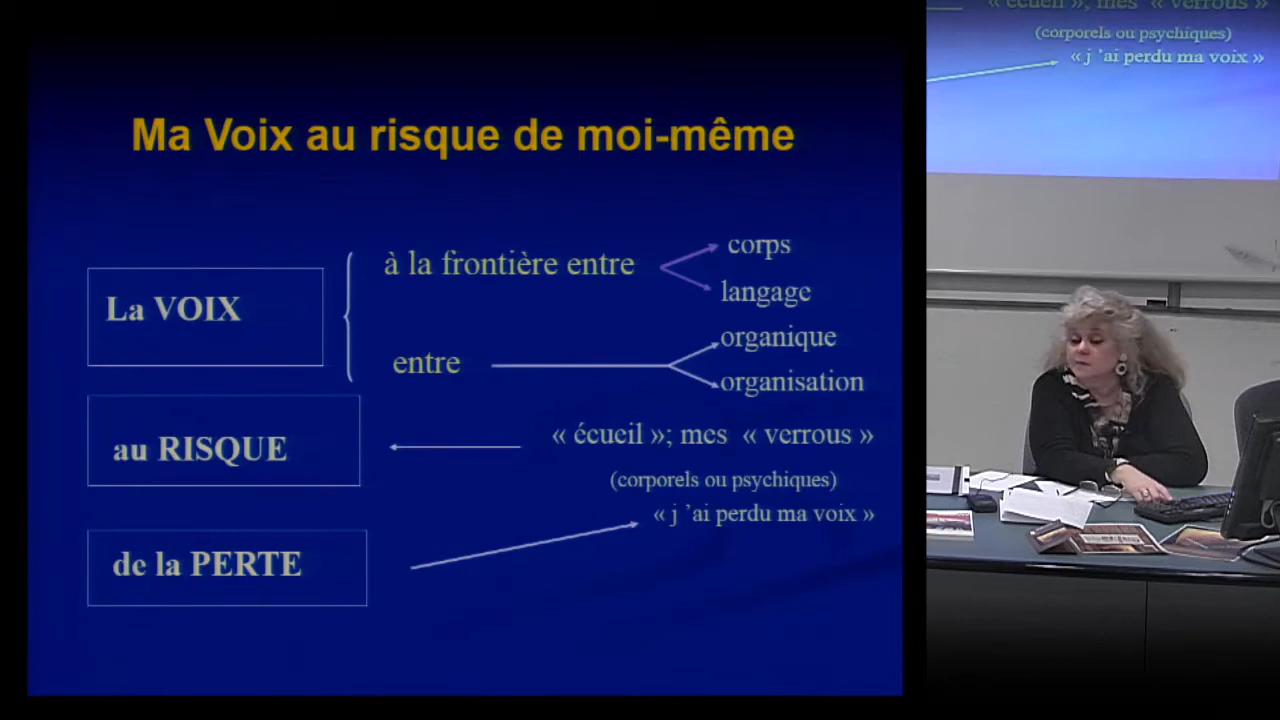 Ma Voix au risque de moi-même
La VOIX
à la frontière entre
corps
langage
entre
organique
organisation
au RISQUE
« écueil »; mes « verrous »
(corporels ou psychiques)
« j ’ai perdu ma voix »
de la PERTE
« écueil »; mes « verrous »
(corporels ou psychiques)
« j ’ai perdu ma voix »